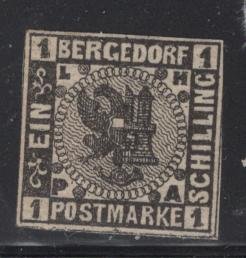 1 BERGEDORF 1
EIN
SCHILLING
L H
P A
1 POSTMARKE 1